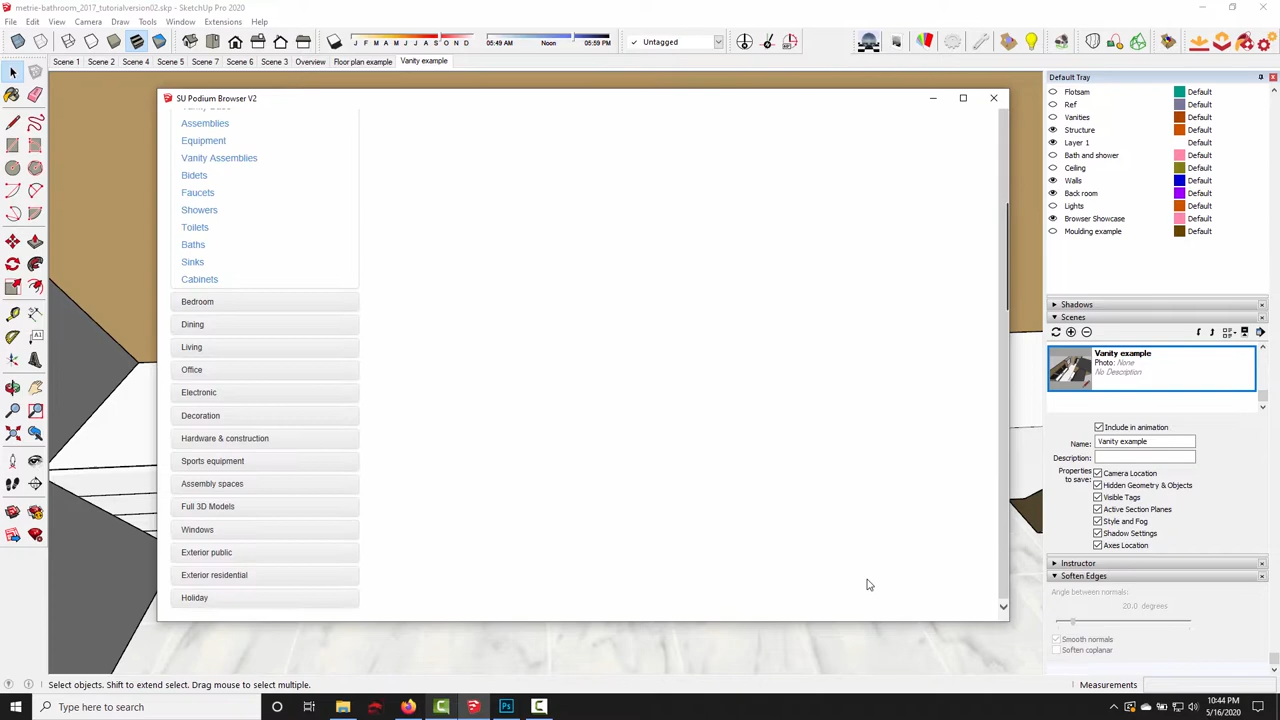 metrie-bathroom_2017_tutorialversion02.skp - SketchUp Pro 2020
File Edit View Camera Draw Tools Window Extensions Help
J F M A M J J A S O N D 05:49 AM Noon 05:59 PM Untagged
Scene 1 Scene 2 Scene 4 Scene 5 Scene 7 Scene 6 Scene 3 Overview Floor plan example Vanity example
SU Podium Browser V2
Assemblies
Equipment
Vanity Assemblies
Bidets
Faucets
Showers
Toilets
Baths
Sinks
Cabinets
Bedroom
Dining
Living
Office
Electronic
Decoration
Hardware & construction
Sports equipment
Assembly spaces
Full 3D Models
Windows
Exterior public
Exterior residential
Holiday
Default Tray
Flotsam Default
Ref Default
Vanities Default
Structure Default
Layer 1 Default
Bath and shower Default
Ceiling Default
Walls Default
Back room Default
Lights Default
Browser Showcase Default
Moulding example Default
Shadows
Scenes
Vanity example
Photo: None
No Description
Include in animation
Name: Vanity example
Description:
Properties to save:
Camera Location
Hidden Geometry & Objects
Visible Tags
Active Section Planes
Style and Fog
Shadow Settings
Axes Location
Instructor
Soften Edges
Angle between normals:
20.0 degrees
Smooth normals
Soften coplanar
Select objects. Shift to extend select. Drag mouse to select multiple. Measurements
Type here to search
Ps
10:44 PM
5/16/2020